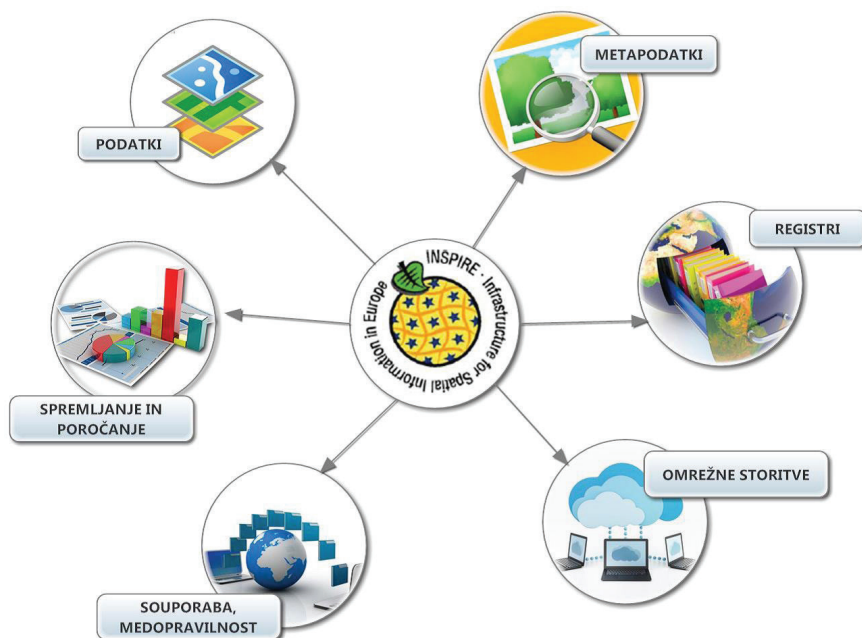 METAPODATKI
PODATKI
REGISTRI
INSPIRE · Infrastructure for Spatial Information in Europe
SPREMLJANJE IN
POROČANJE
OMREŽNE STORITVE
SOUPORABA,
MEDOPRAVILNOST